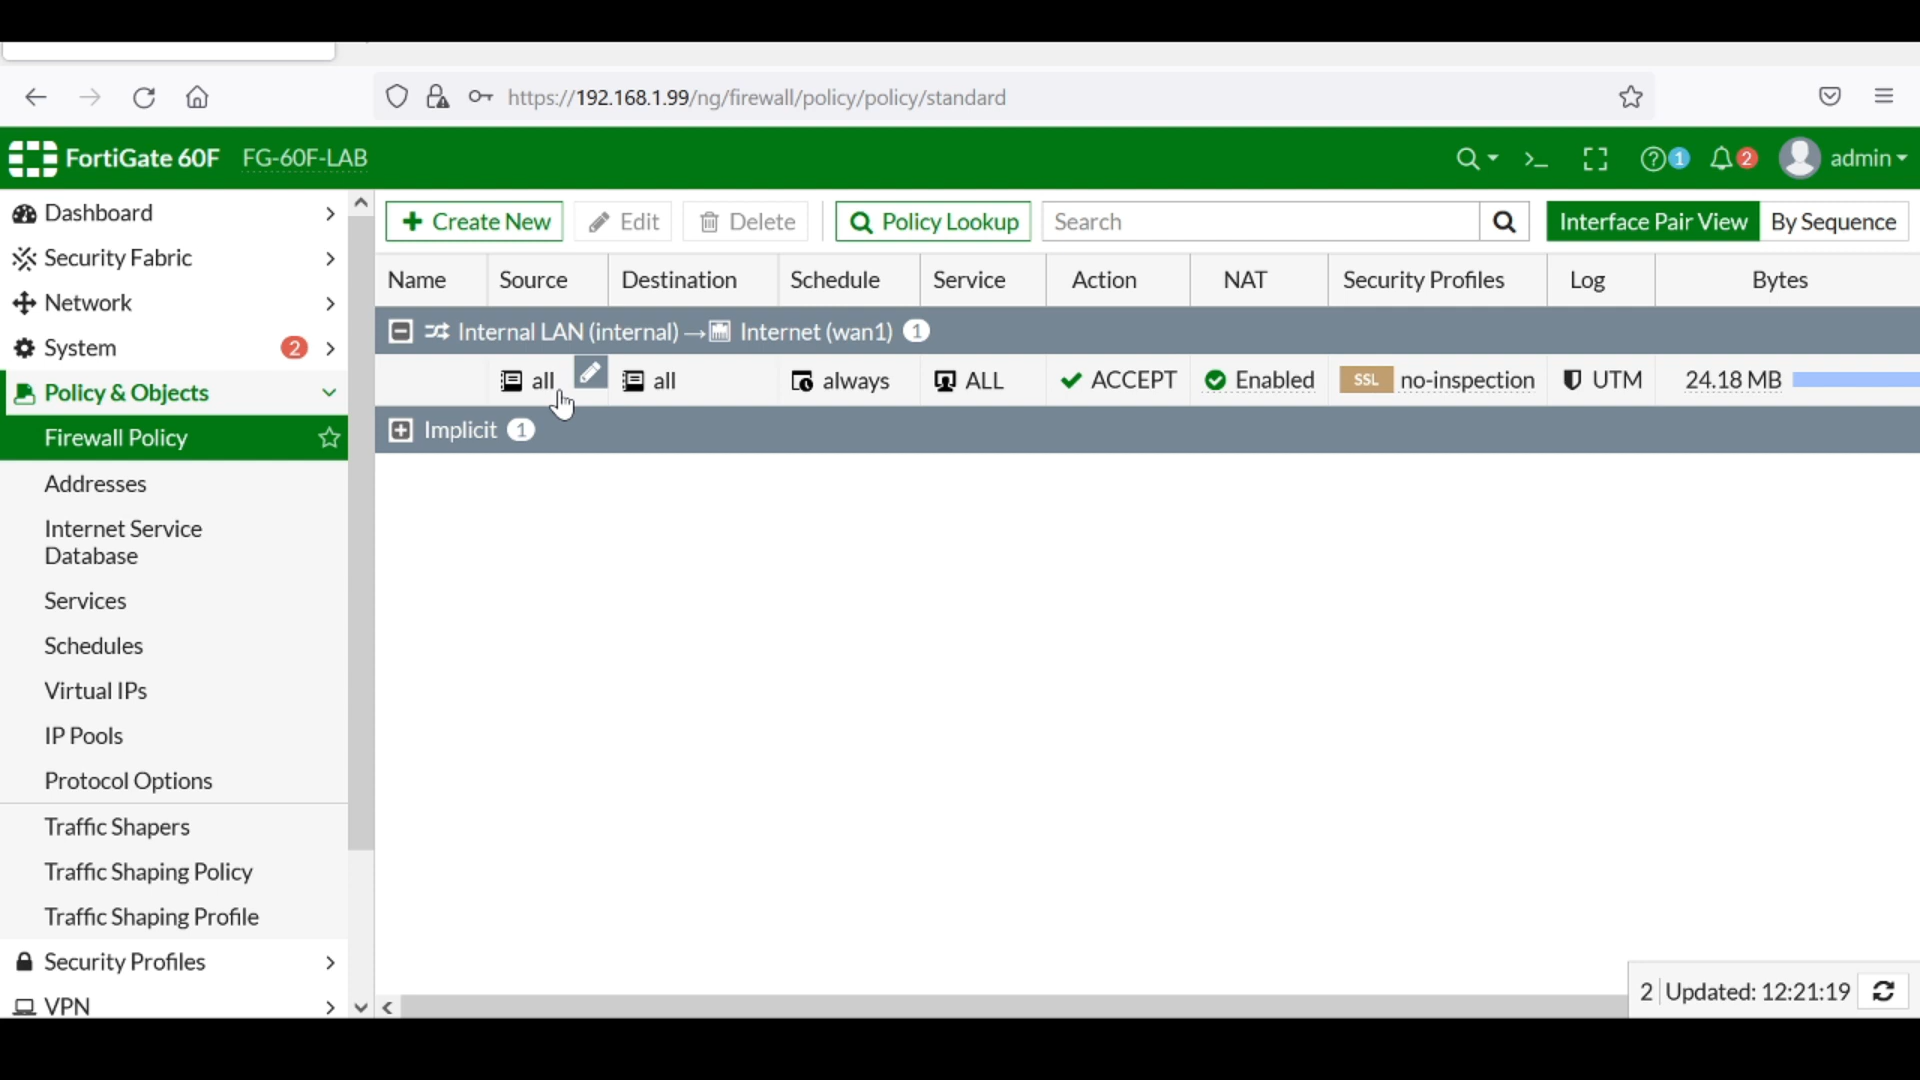 https://192.168.1.99/ng/firewall/policy/policy/standard
FortiGate 60F FG-60F-LAB 1 2 admin
Dashboard
Security Fabric
Network
System 2
Policy & Objects
Firewall Policy
Addresses
Internet Service
Database
Services
Schedules
Virtual IPs
IP Pools
Protocol Options
Traffic Shapers
Traffic Shaping Policy
Traffic Shaping Profile
Security Profiles
VPN
Create New Edit Delete Policy Lookup Search Interface Pair View By Sequence
Name Source Destination Schedule Service Action NAT Security Profiles Log Bytes
Internal LAN (internal) → Internet (wan1) 1
all all always ALL ACCEPT Enabled SSL no-inspection UTM 24.18 MB
Implicit 1
2 Updated: 12:21:19